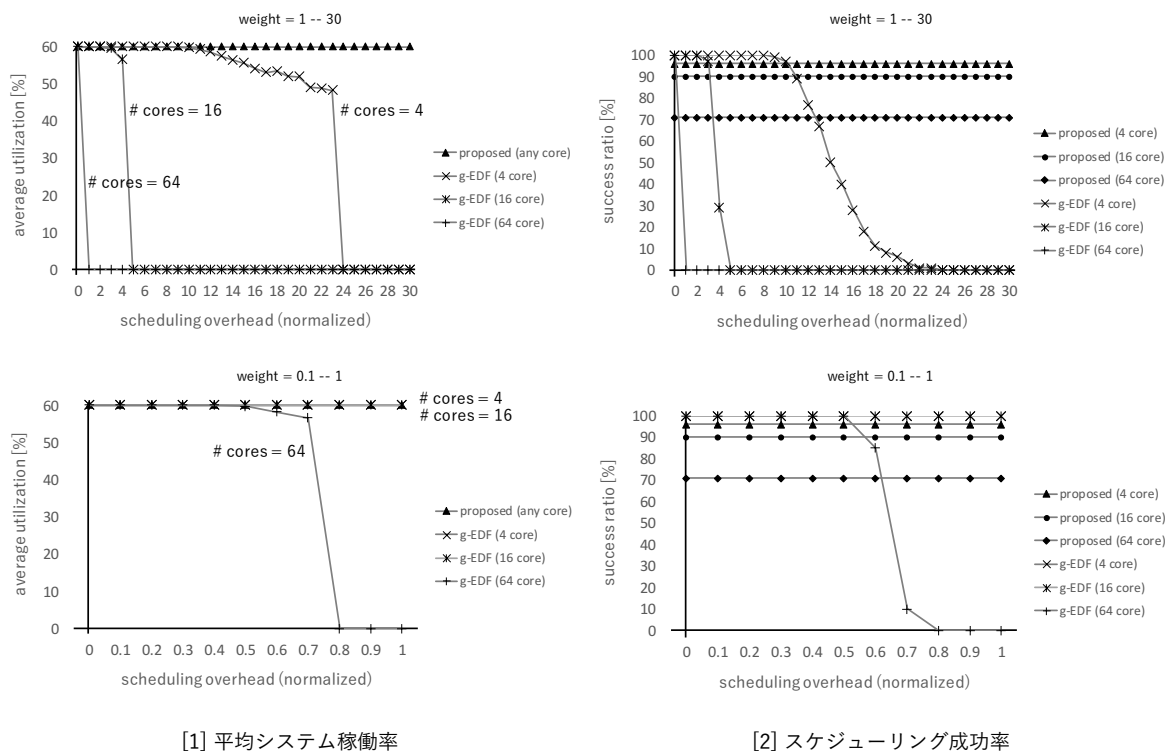 weight = 1 -- 30
average utilization [%]
60
50
40
30
20
10
0
# cores = 16
# cores = 4
# cores = 64
0 2 4 6 8 10 12 14 16 18 20 22 24 26 28 30
scheduling overhead (normalized)
proposed (any core)
g-EDF (4 core)
g-EDF (16 core)
g-EDF (64 core)
weight = 1 -- 30
success ratio [%]
100
90
80
70
60
50
40
30
20
10
0
0 2 4 6 8 10 12 14 16 18 20 22 24 26 28 30
scheduling overhead (normalized)
proposed (4 core)
proposed (16 core)
proposed (64 core)
g-EDF (4 core)
g-EDF (16 core)
g-EDF (64 core)
weight = 0.1 -- 1
average utilization [%]
60
50
40
30
20
10
0
# cores = 4
# cores = 16
# cores = 64
0 0.1 0.2 0.3 0.4 0.5 0.6 0.7 0.8 0.9 1
scheduling overhead (normalized)
proposed (any core)
g-EDF (4 core)
g-EDF (16 core)
g-EDF (64 core)
weight = 0.1 -- 1
success ratio [%]
100
90
80
70
60
50
40
30
20
10
0
0 0.1 0.2 0.3 0.4 0.5 0.6 0.7 0.8 0.9 1
scheduling overhead (normalized)
proposed (4 core)
proposed (16 core)
proposed (64 core)
g-EDF (4 core)
g-EDF (16 core)
g-EDF (64 core)
[1] 平均システム稼働率
[2] スケジューリング成功率